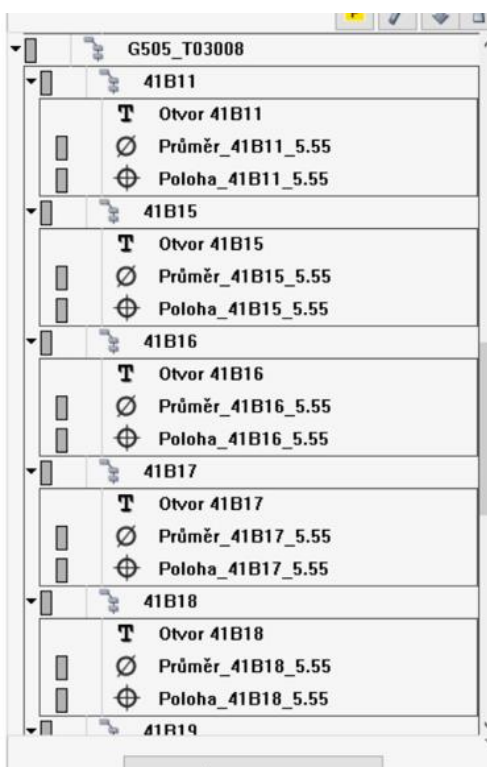 G505_T03008
41B11
Otvor 41B11
Průměr_41B11_5.55
Poloha_41B11_5.55
41B15
Otvor 41B15
Průměr_41B15_5.55
Poloha_41B15_5.55
41B16
Otvor 41B16
Průměr_41B16_5.55
Poloha_41B16_5.55
41B17
Otvor 41B17
Průměr_41B17_5.55
Poloha_41B17_5.55
41B18
Otvor 41B18
Průměr_41B18_5.55
Poloha_41B18_5.55
41B19